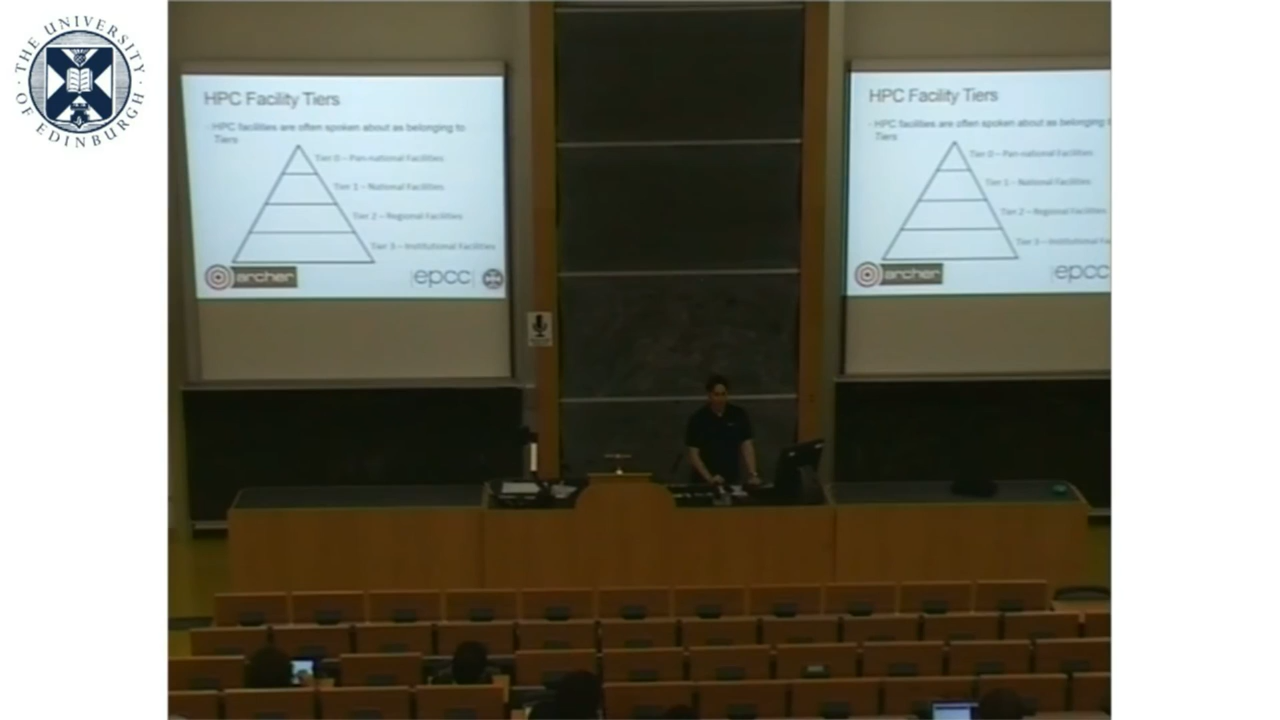 THE UNIVERSITY OF EDINBURGH
HPC Facility Tiers
- HPC facilities are often spoken about as belonging to
Tiers
Tier 0 – Pan-national Facilities
Tier 1 – National Facilities
Tier 2 – Regional Facilities
Tier 3 – Institutional Facilities
archer
epcc
HPC Facility Tiers
- HPC facilities are often spoken about as belonging
Tiers
Tier 0 – Pan-national Facilities
Tier 1 – National Facilities
Tier 2 – Regional Facilities
Tier 3 – Institutional
archer
epcc